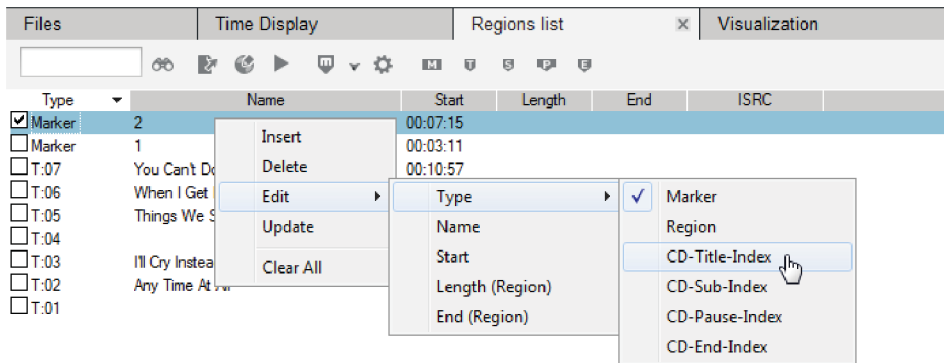 Files Time Display Regions list Visualization
M T S P E
Type Name Start Length End ISRC
Marker 2 00:07:15
Marker 1 00:03:11
T:07 You Can't Do 00:10:57
T:06 When I Get
T:05 Things We S
T:04
T:03 I'll Cry Instea
T:02 Any Time At All
T:01
Insert
Delete
Edit
Update
Clear All
Type
Name
Start
Length (Region)
End (Region)
Marker
Region
CD-Title-Index
CD-Sub-Index
CD-Pause-Index
CD-End-Index